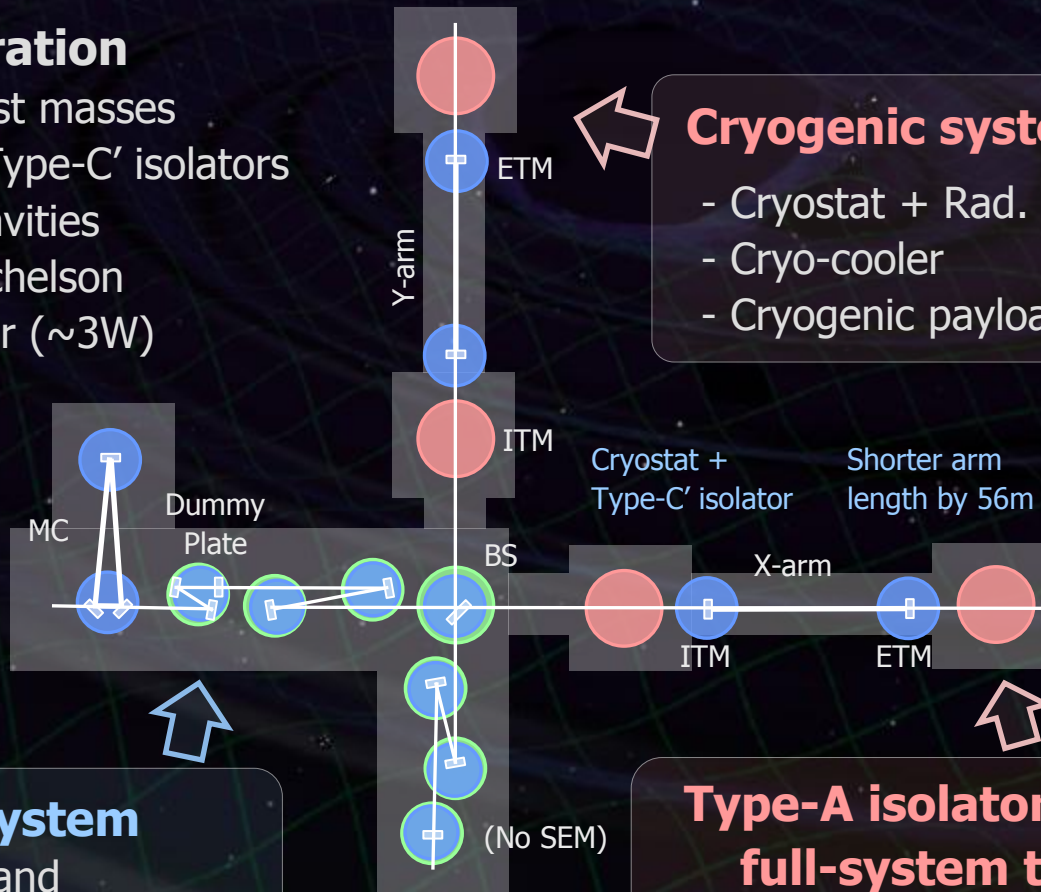 ration
st masses
Type-C’ isolators
avities
chelson
r (~3W)
ETM
Y-arm
Cryogenic syste
- Cryostat + Rad.
- Cryo-cooler
- Cryogenic payloa
ITM
Cryostat +
Type-C’ isolator
Shorter arm
length by 56m
MC
Dummy
Plate
BS
X-arm
ITM
ETM
ystem
and
(No SEM)
Type-A isolator
full-system t